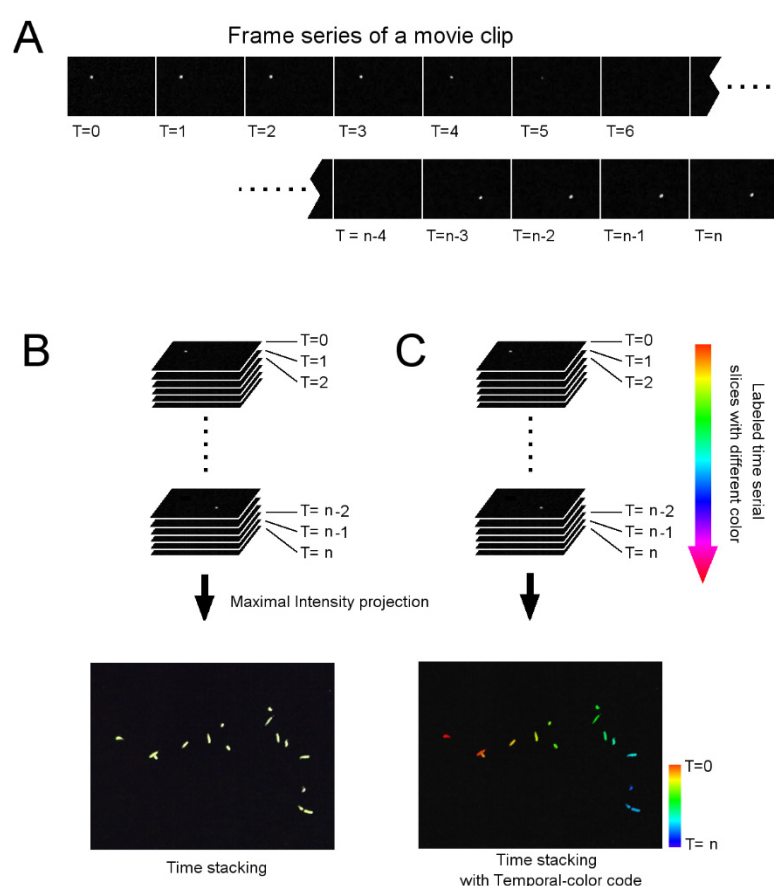 A
Frame series of a movie clip
T=0 T=1 T=2 T=3 T=4 T=5 T=6
T = n-4 T=n-3 T=n-2 T=n-1 T=n
B
T=0
T=1
T=2
T= n-2
T= n-1
T= n
Maximal Intensity projection
Time stacking
C
T=0
T=1
T=2
T= n-2
T= n-1
T= n
Labeled time serial
slices with different color
T=0
T= n
Time stacking
with Temporal-color code